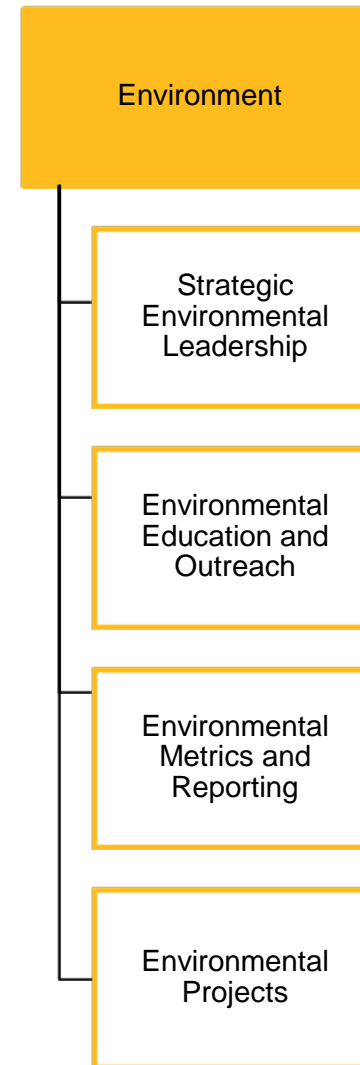 Environment
Strategic
Environmental
Leadership
Environmental
Education and
Outreach
Environmental
Metrics and
Reporting
Environmental
Projects